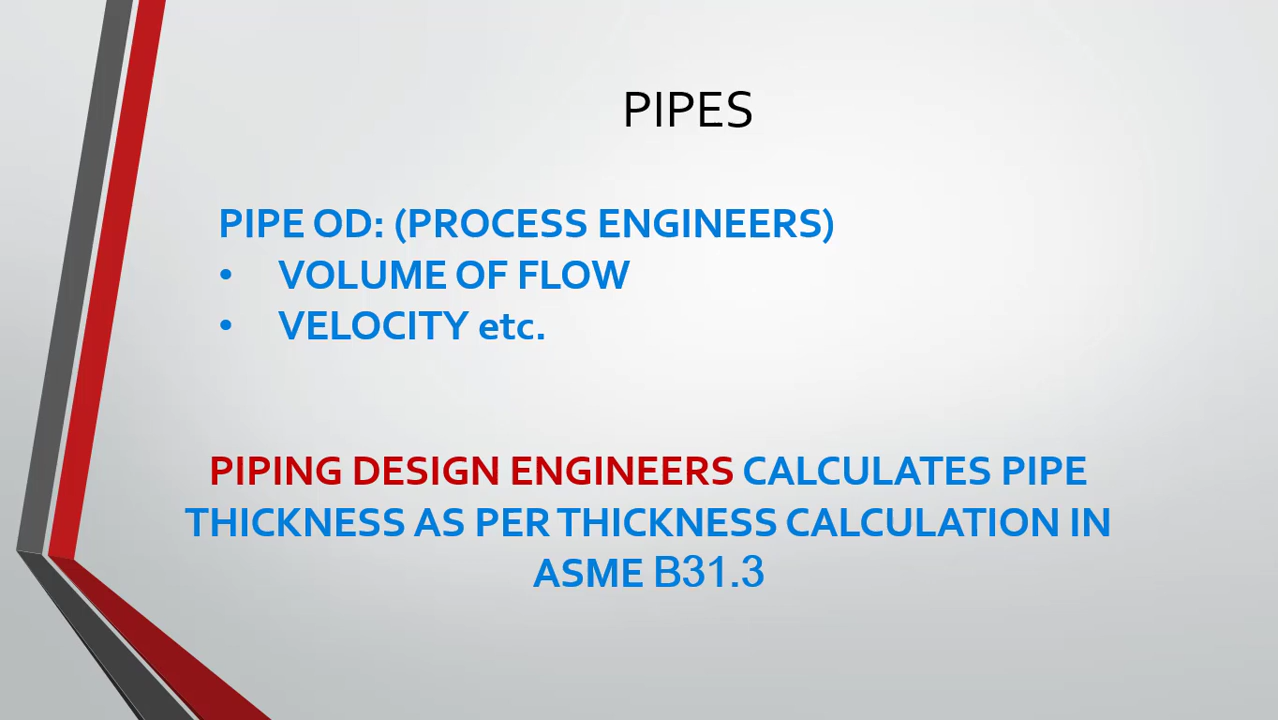 PIPES
PIPE OD: (PROCESS ENGINEERS)
• VOLUME OF FLOW
• VELOCITY etc.
PIPING DESIGN ENGINEERS CALCULATES PIPE
THICKNESS AS PER THICKNESS CALCULATION IN
ASME B31.3